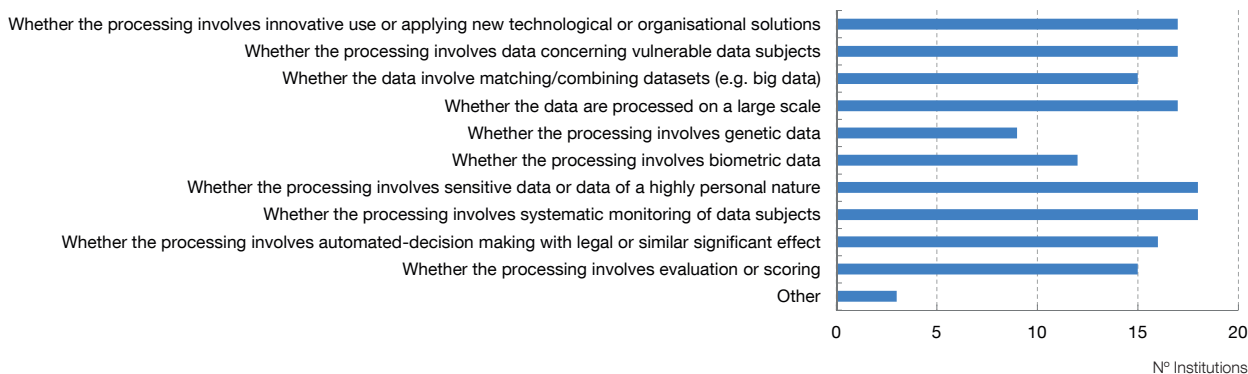 Whether the processing involves innovative use or applying new technological or organisational solutions
Whether the processing involves data concerning vulnerable data subjects
Whether the data involve matching/combining datasets (e.g. big data)
Whether the data are processed on a large scale
Whether the processing involves genetic data
Whether the processing involves biometric data
Whether the processing involves sensitive data or data of a highly personal nature
Whether the processing involves systematic monitoring of data subjects
Whether the processing involves automated-decision making with legal or similar significant effect
Whether the processing involves evaluation or scoring
Other
0 5 10 15 20
Nº Institutions